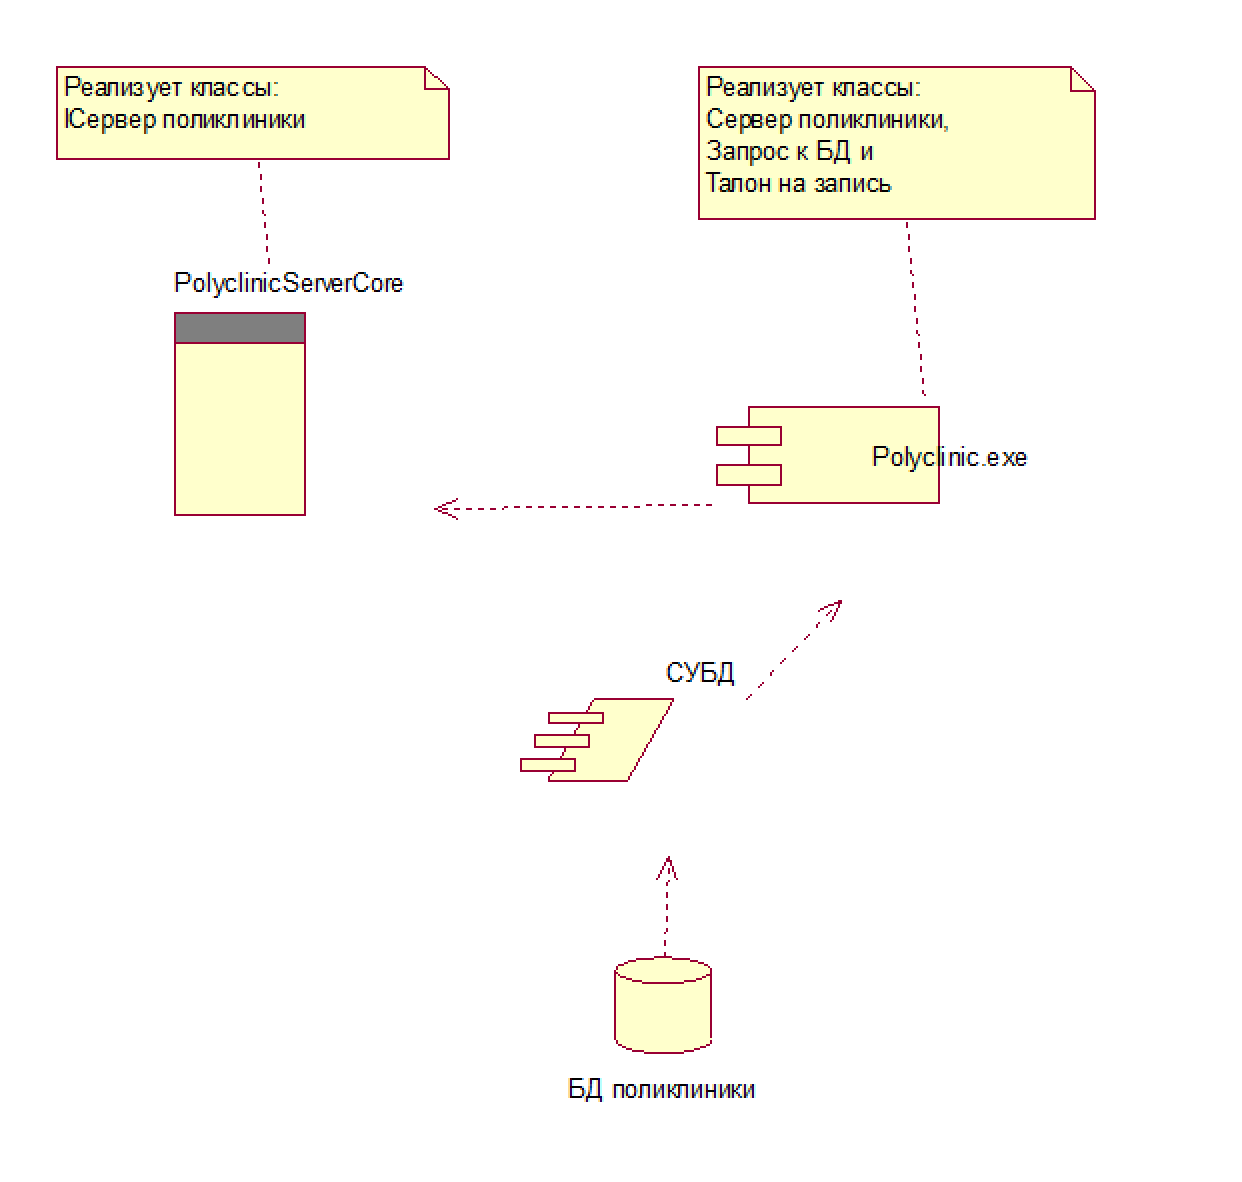 Реализует классы:
IСервер поликлиники
Реализует классы:
Сервер поликлиники,
Запрос к БД и
Талон на запись
PolyclinicServerCore
Polyclinic.exe
СУБД
БД поликлиники